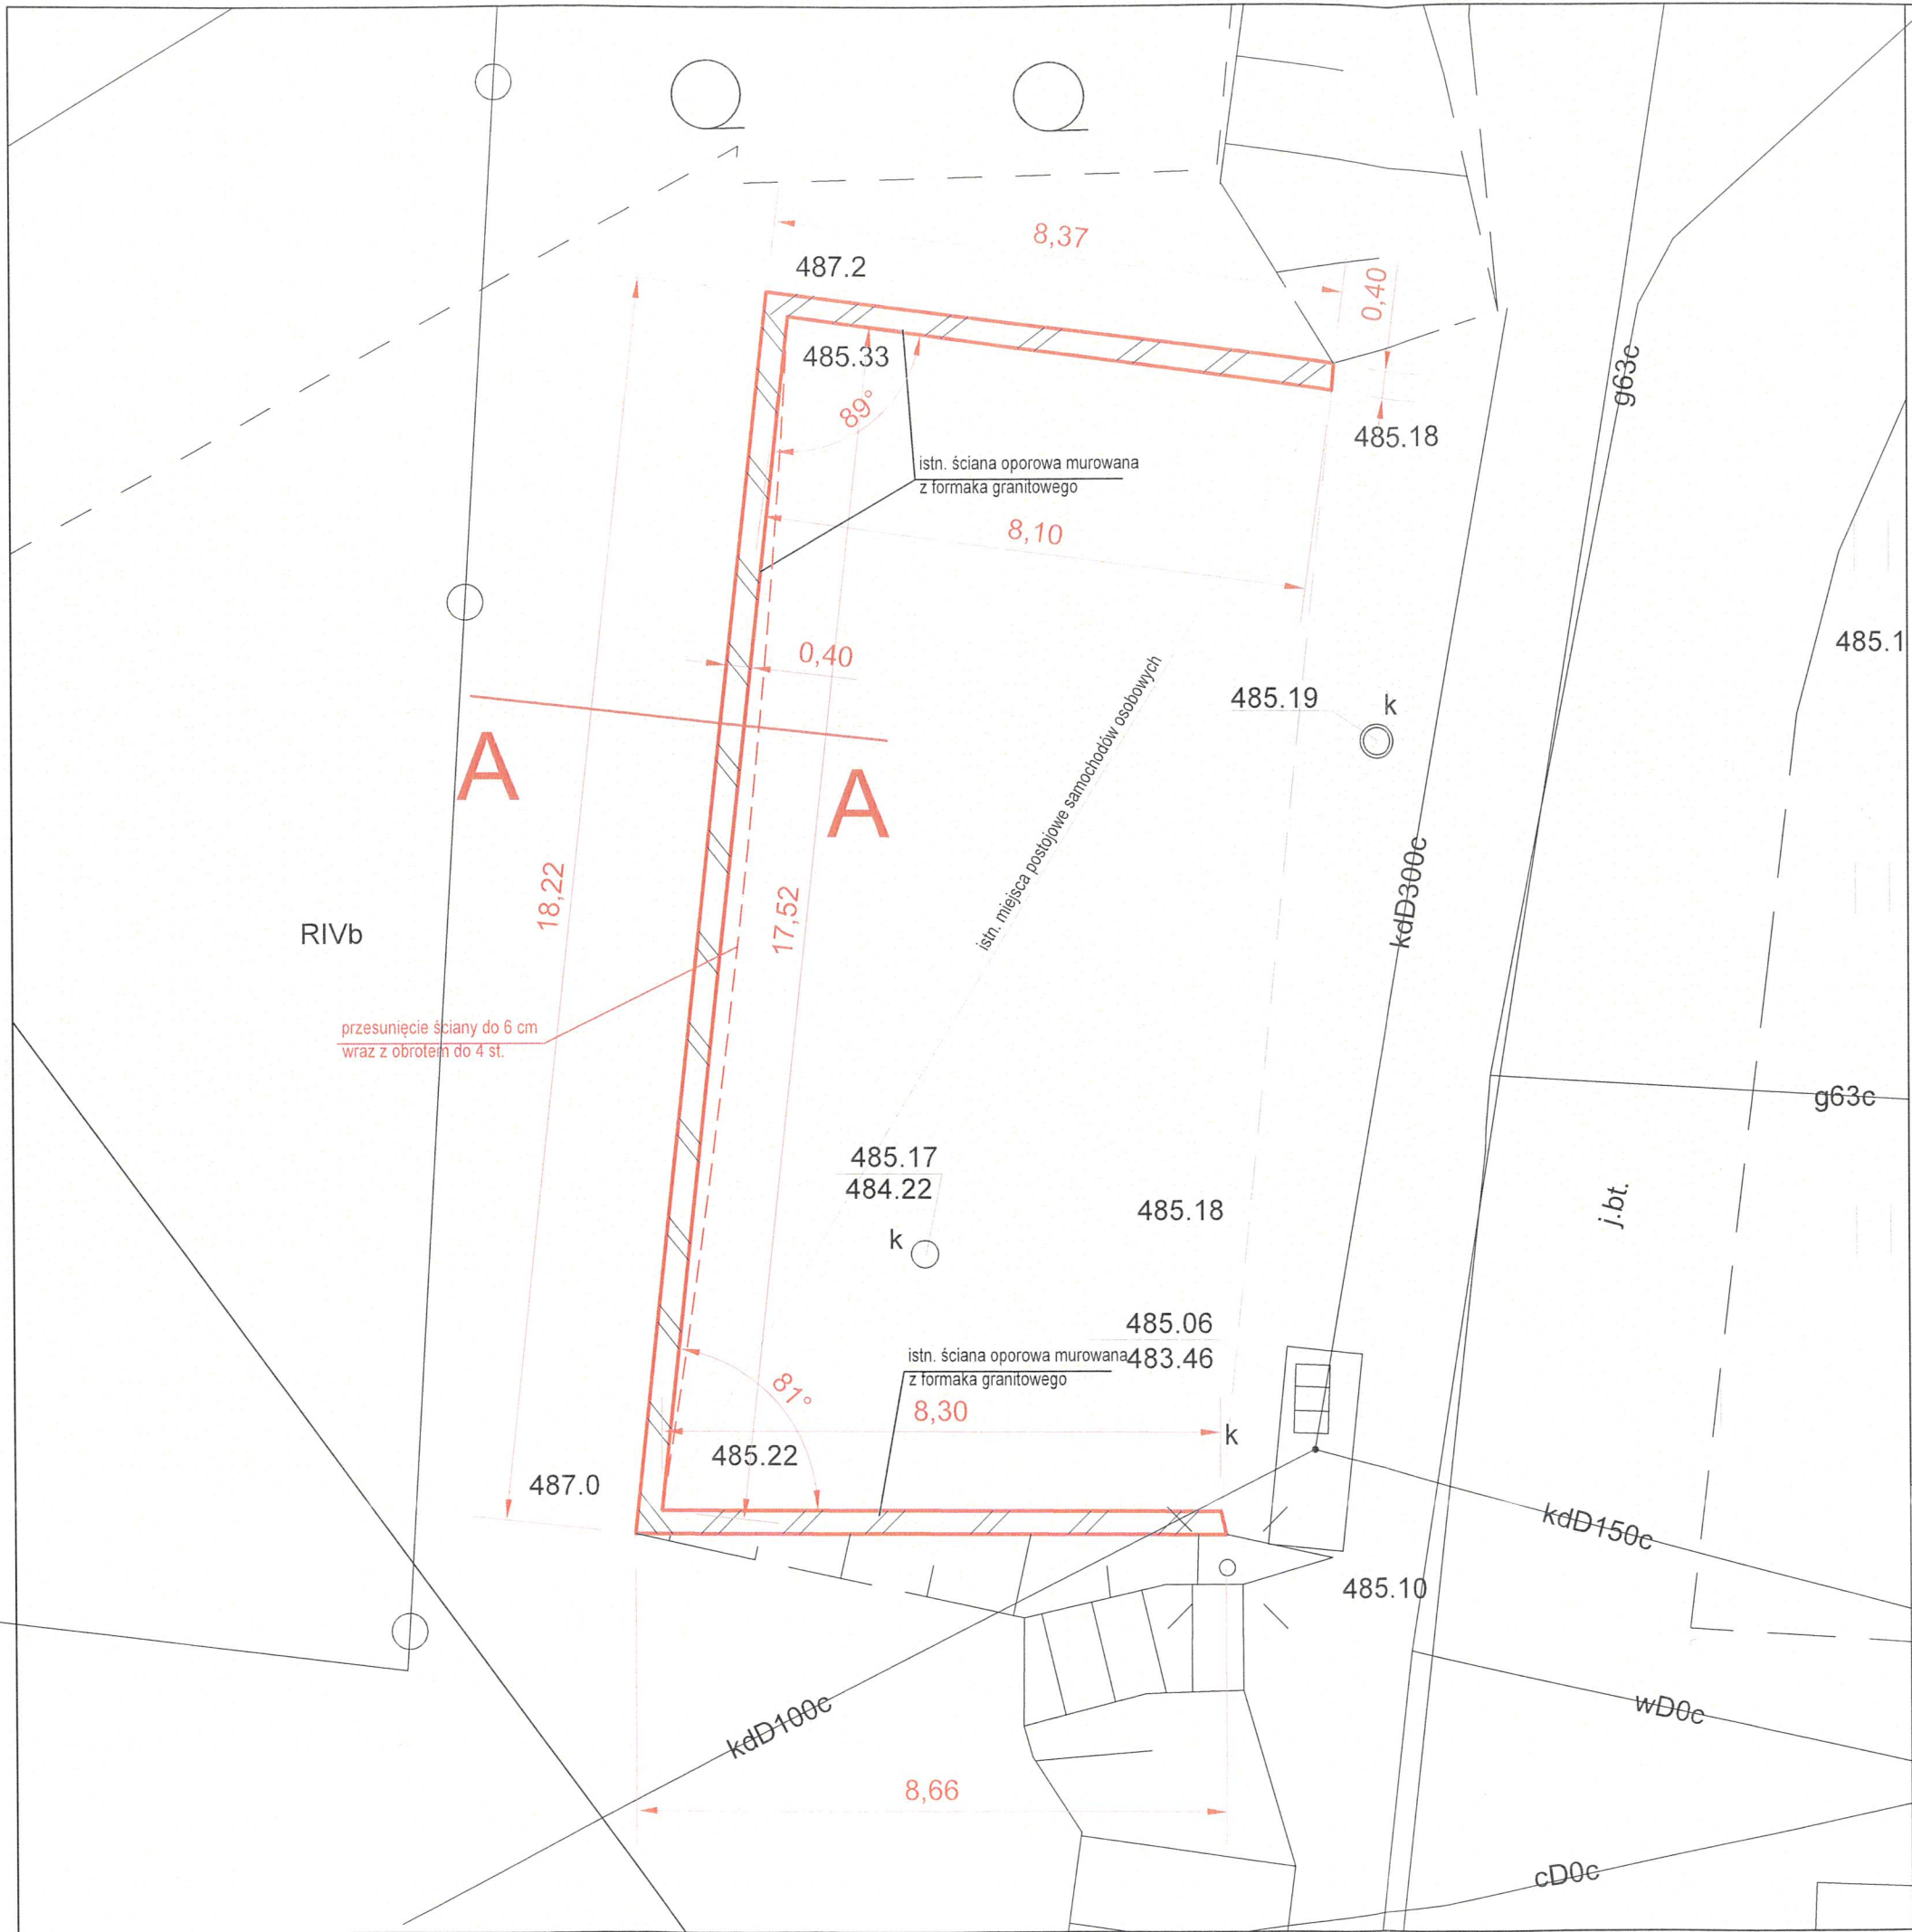 8,37
487.2
0,40
485.33
g63c
89°
485.18
istn. ściana oporowa murowana
z formaka granitowego
8,10
485.1
0,40
485.19
k
istn. miejsca postojowe samochodów osobowych
A
A
18,22
17,52
kdD300c
RIVb
przesunięcie ściany do 6 cm
wraz z obrotem do 4 st.
g63c
485.17
484.22
485.18
j.bt.
k
485.06
istn. ściana oporowa murowana
483.46
z formaka granitowego
81°
8,30
k
485.22
487.0
kdD150c
485.10
kdD100c
wD0c
8,66
cD0c